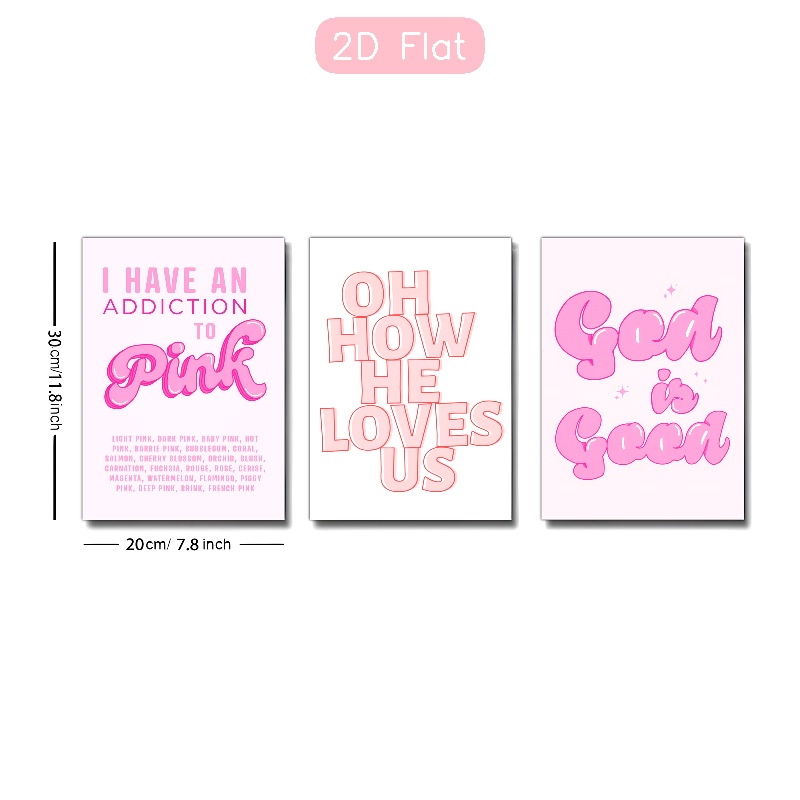 2D Flat
I HAVE AN
ADDICTION
TO
Pink
LIGHT PINK, DARK PINK, BABY PINK, HOT
PINK, BARBIE PINK, BUBBLEGUM, CORAL,
SALMON, CHERRY BLOSSOM, ORCHID, BLUSH,
CARNATION, FUCHSIA, ROUGE, ROSE, CERISE,
MAGENTA, WATERMELON, FLAMINGO, PIGGY
PINK, DEEP PINK, BRINK, FRENCH PINK
OH
HOW
HE
LOVES
US
God
is
Good
30cm/11.8inch
20cm/ 7.8 inch